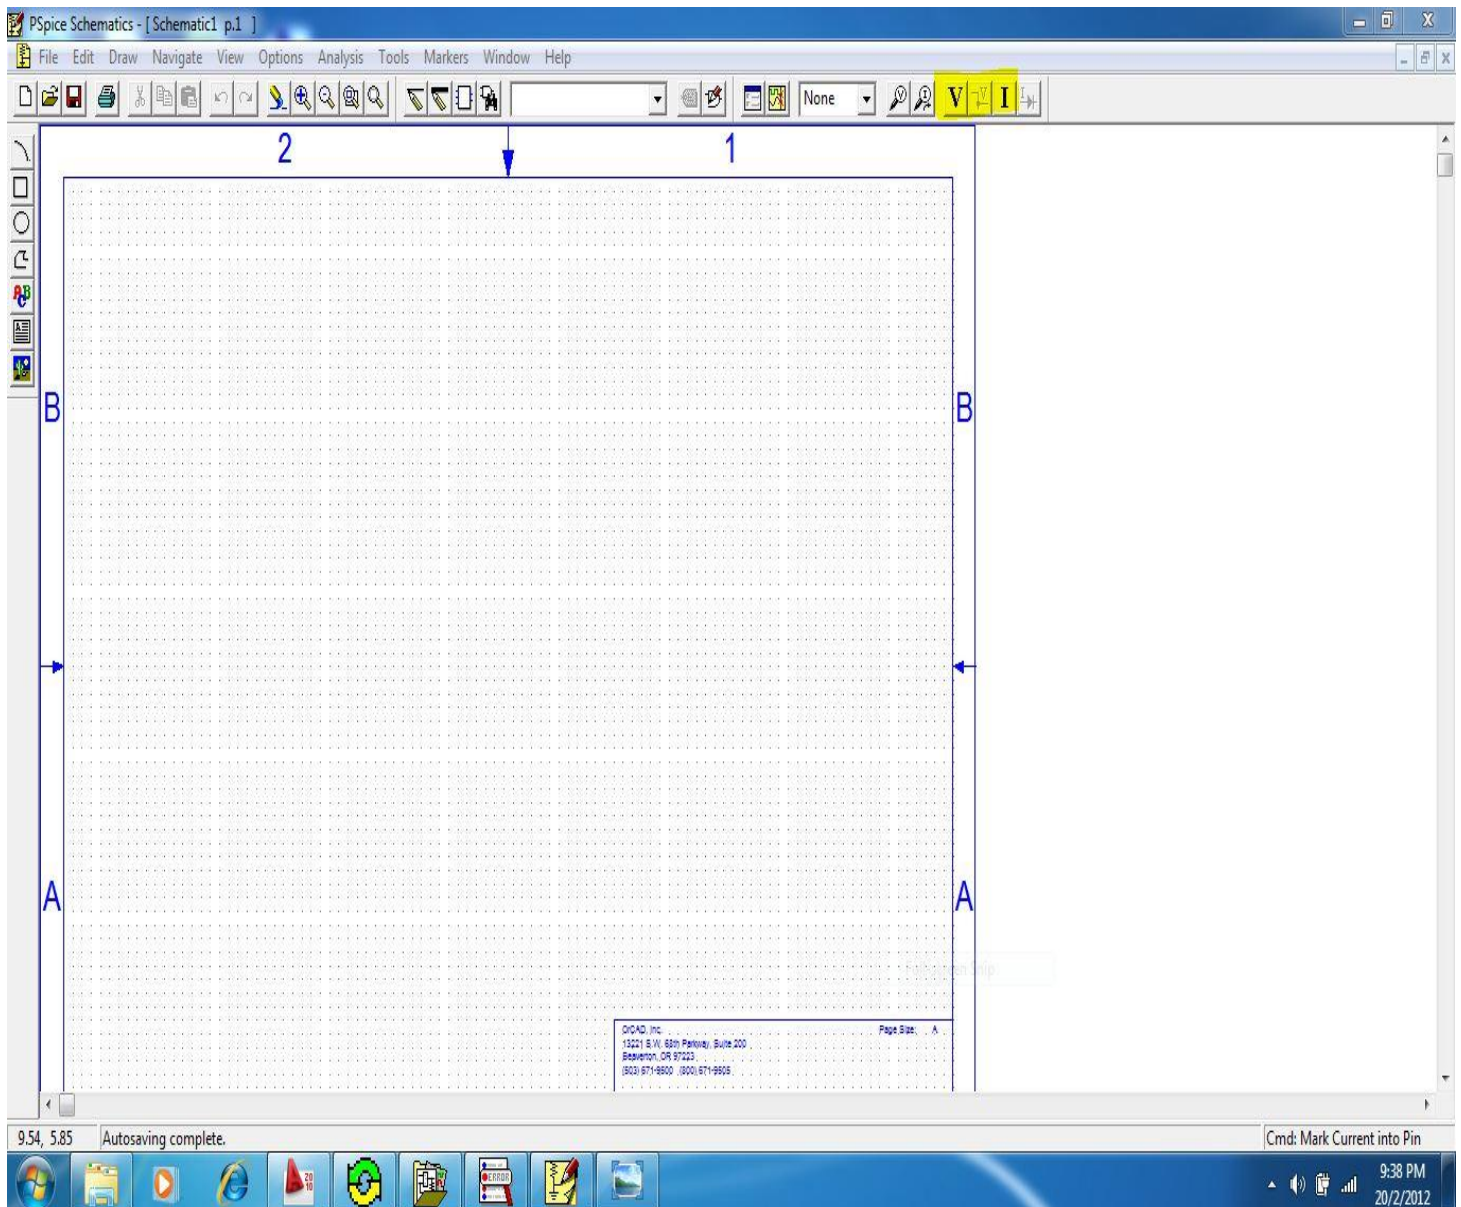 PSpice Schematics - [ Schematic1 p.1 ]
File Edit Draw Navigate View Options Analysis Tools Markers Window Help
None V V I I
2 1
B B
A A
OrCAD, Inc. Page Size: A
13221 S.W. 68th Parkway, Suite 200
Beaverton, OR 97223
(503) 671-9500 (800) 671-9505
9.54, 5.85 Autosaving complete. Cmd: Mark Current into Pin
9:38 PM
20/2/2012